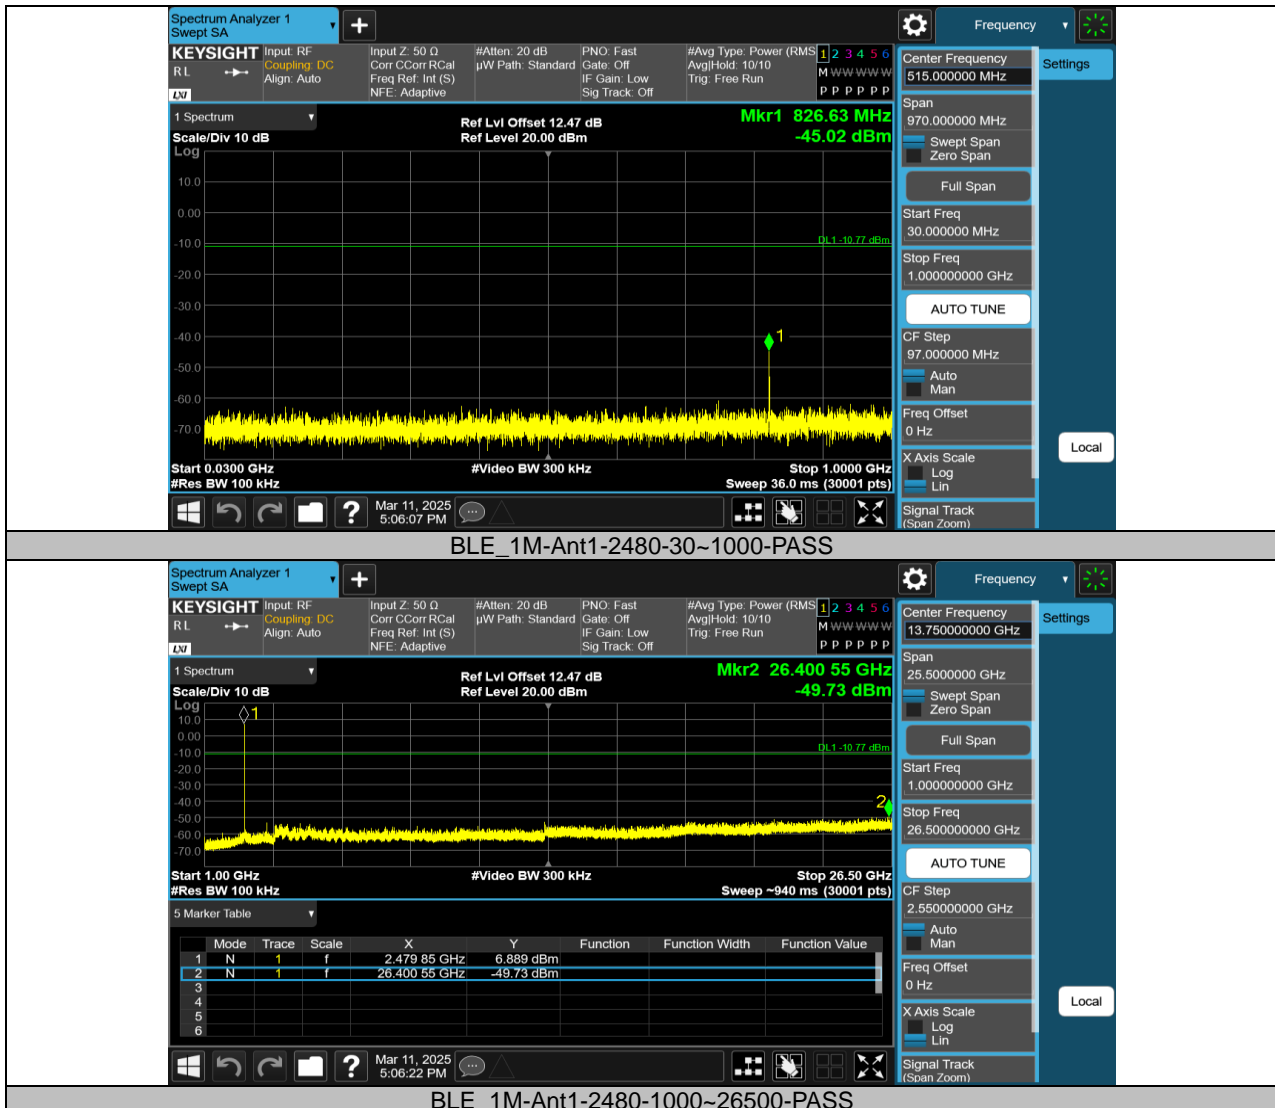 Spectrum Analyzer 1
Swept SA
Frequency
KEYSIGHT
RL
LXI
Input: RF
Coupling: DC
Align: Auto
Input Z: 50 Ω
Corr CCorr RCal
Freq Ref: Int (S)
NFE: Adaptive
#Atten: 20 dB
µW Path: Standard
PNO: Fast
Gate: Off
IF Gain: Low
Sig Track: Off
#Avg Type: Power (RMS
Avg|Hold: 10/10
Trig: Free Run
1 2 3 4 5 6
M W W W W W
P P P P P P
Center Frequency
515.000000 MHz
Settings
Span
970.000000 MHz
Swept Span
Zero Span
Full Span
Start Freq
30.000000 MHz
Stop Freq
1.000000000 GHz
AUTO TUNE
CF Step
97.000000 MHz
Auto
Man
Freq Offset
0 Hz
X Axis Scale
Log
Lin
Signal Track
(Span Zoom)
Local
1 Spectrum
Scale/Div 10 dB
Ref Lvl Offset 12.47 dB
Ref Level 20.00 dBm
Mkr1 826.63 MHz
-45.02 dBm
Log
10.0
0.00
-10.0
-20.0
-30.0
-40.0
-50.0
-60.0
-70.0
DL1 -10.77 dBm
1
Start 0.0300 GHz
#Res BW 100 kHz
#Video BW 300 kHz
Stop 1.0000 GHz
Sweep 36.0 ms (30001 pts)
Mar 11, 2025
5:06:07 PM
BLE_1M-Ant1-2480-30~1000-PASS
Spectrum Analyzer 1
Swept SA
Frequency
KEYSIGHT
RL
LXI
Input: RF
Coupling: DC
Align: Auto
Input Z: 50 Ω
Corr CCorr RCal
Freq Ref: Int (S)
NFE: Adaptive
#Atten: 20 dB
µW Path: Standard
PNO: Fast
Gate: Off
IF Gain: Low
Sig Track: Off
#Avg Type: Power (RMS
Avg|Hold: 10/10
Trig: Free Run
1 2 3 4 5 6
M W W W W W
P P P P P P
Center Frequency
13.750000000 GHz
Settings
Span
25.5000000 GHz
Swept Span
Zero Span
Full Span
Start Freq
1.000000000 GHz
Stop Freq
26.500000000 GHz
AUTO TUNE
CF Step
2.550000000 GHz
Auto
Man
Freq Offset
0 Hz
X Axis Scale
Log
Lin
Signal Track
(Span Zoom)
Local
1 Spectrum
Scale/Div 10 dB
Ref Lvl Offset 12.47 dB
Ref Level 20.00 dBm
Mkr2 26.400 55 GHz
-49.73 dBm
Log
10.0
0.00
-10.0
-20.0
-30.0
-40.0
-50.0
-60.0
-70.0
1
DL1 -10.77 dBm
2
Start 1.00 GHz
#Res BW 100 kHz
#Video BW 300 kHz
Stop 26.50 GHz
Sweep ~940 ms (30001 pts)
5 Marker Table
Mode Trace Scale X Y Function Function Width Function Value
1 N 1 f 2.479 85 GHz 6.889 dBm
2 N 1 f 26.400 55 GHz -49.73 dBm
3
4
5
6
Mar 11, 2025
5:06:22 PM
BLE_1M-Ant1-2480-1000~26500-PASS